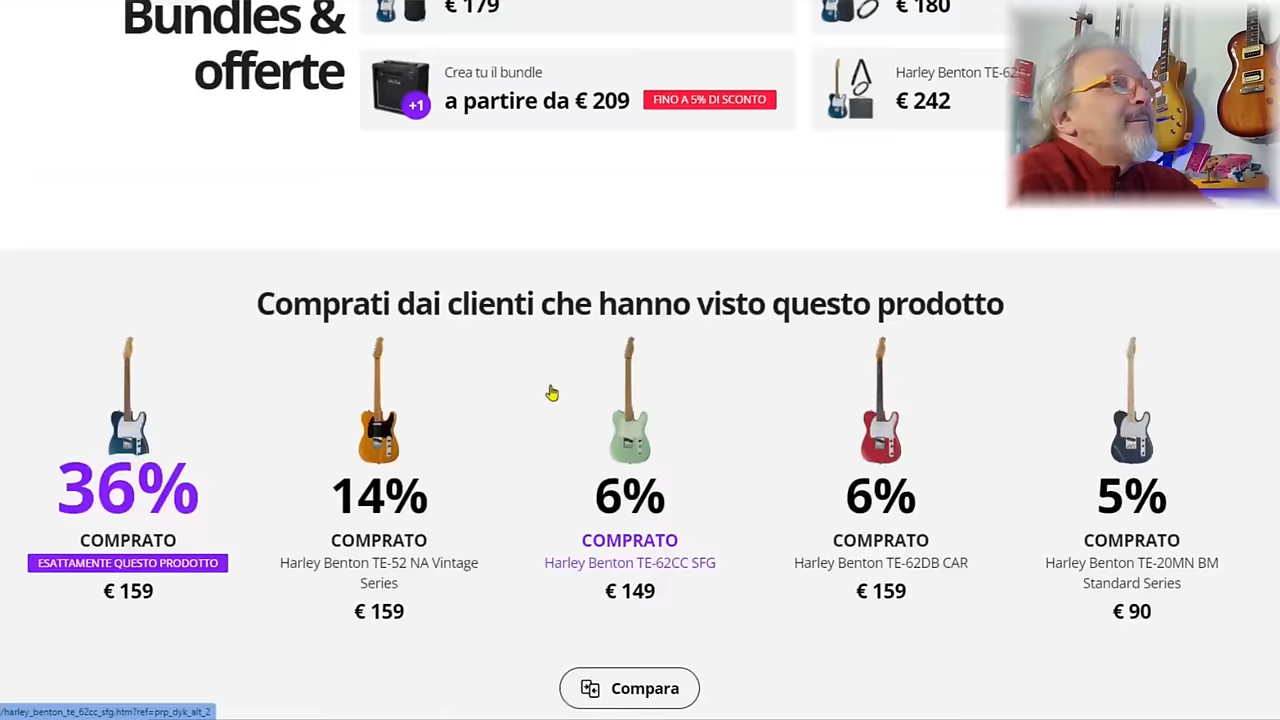 Bundles &
offerte
€ 179
€ 180
Crea tu il bundle
a partire da € 209
FINO A 5% DI SCONTO
+1
Harley Benton TE-62
€ 242
Comprati dai clienti che hanno visto questo prodotto
36%
COMPRATO
ESATTAMENTE QUESTO PRODOTTO
€ 159
14%
COMPRATO
Harley Benton TE-52 NA Vintage
Series
€ 159
6%
COMPRATO
Harley Benton TE-62CC SFG
€ 149
6%
COMPRATO
Harley Benton TE-62DB CAR
€ 159
5%
COMPRATO
Harley Benton TE-20MN BM
Standard Series
€ 90
Compara
/harley_benton_te_62cc_sfg.htm?ref=prp_dyk_alt_2